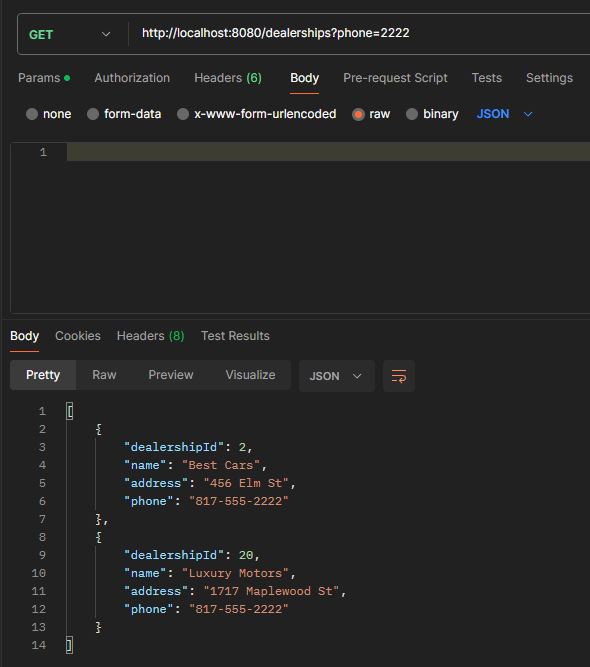 GET http://localhost:8080/dealerships?phone=2222
Params Authorization Headers (6) Body Pre-request Script Tests Settings
none form-data x-www-form-urlencoded raw binary JSON
1
Body Cookies Headers (8) Test Results
Pretty Raw Preview Visualize JSON
1 [
2 {
3 "dealershipId": 2,
4 "name": "Best Cars",
5 "address": "456 Elm St",
6 "phone": "817-555-2222"
7 },
8 {
9 "dealershipId": 20,
10 "name": "Luxury Motors",
11 "address": "1717 Maplewood St",
12 "phone": "817-555-2222"
13 }
14 ]